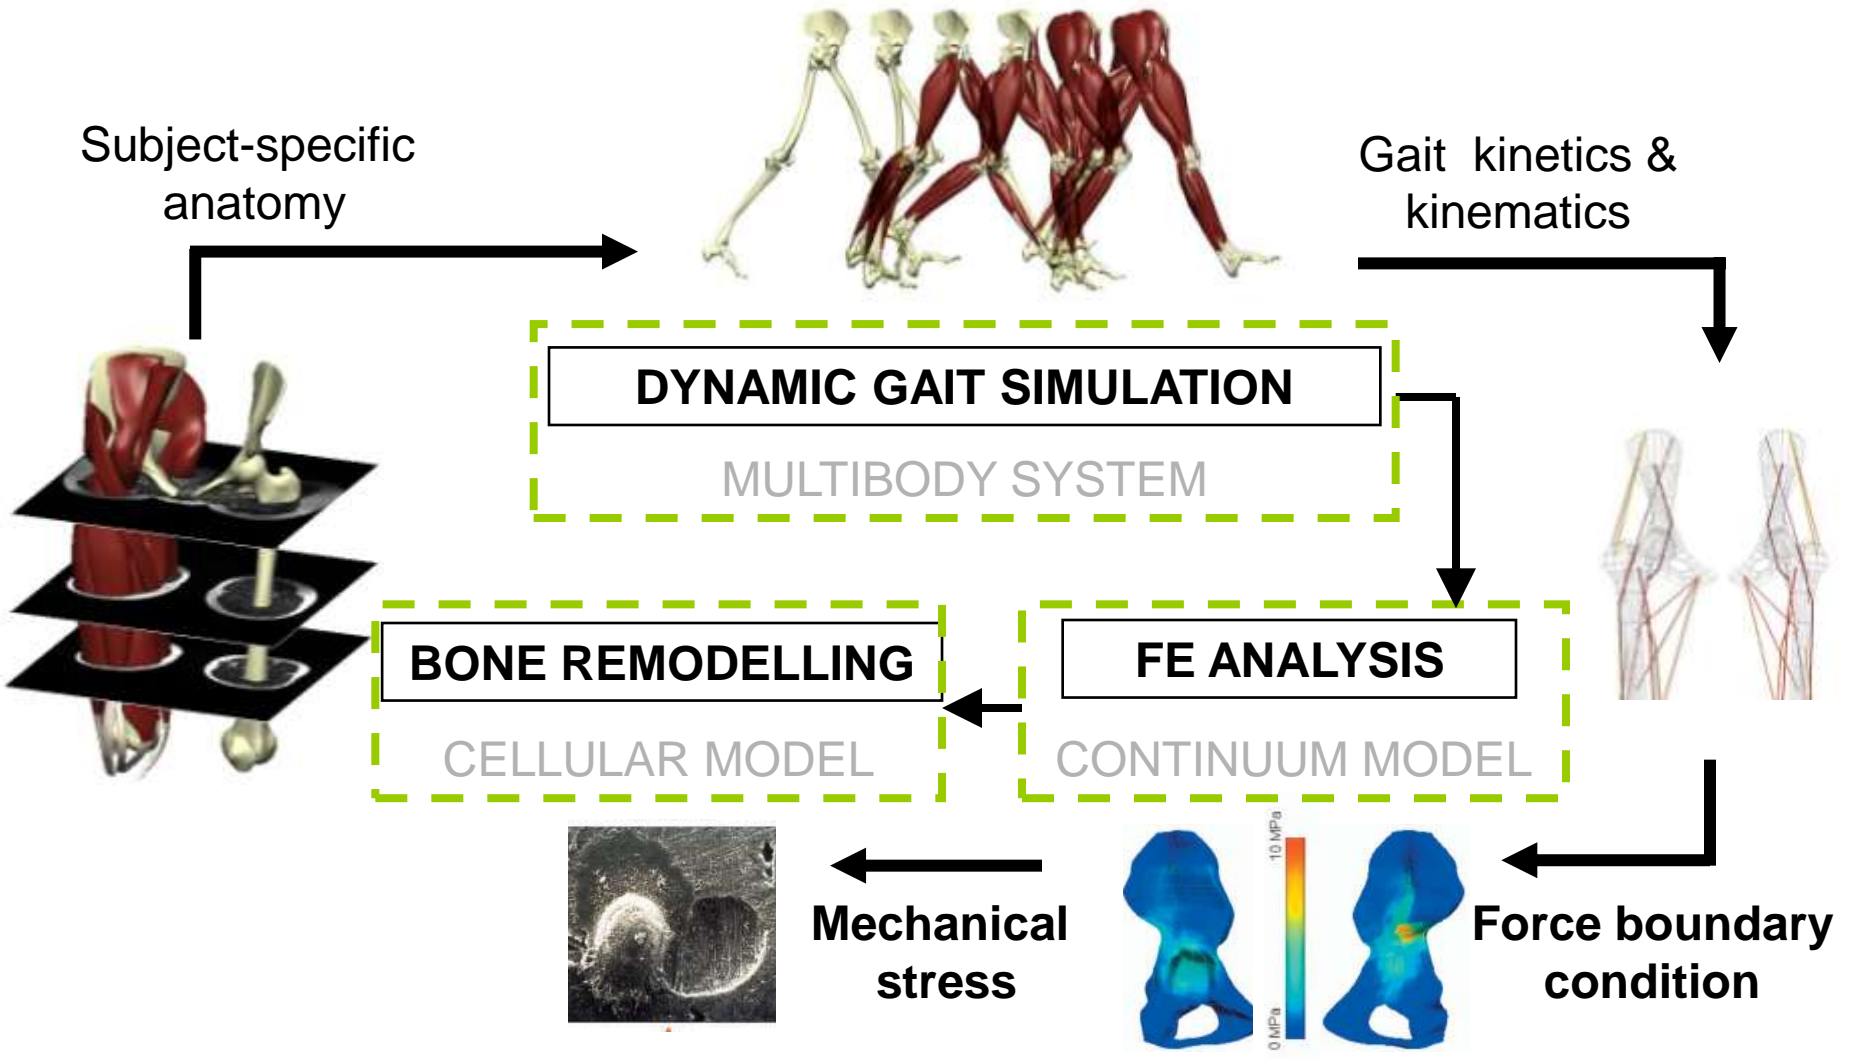 Subject-specific
anatomy
Gait kinetics &
kinematics
DYNAMIC GAIT SIMULATION
MULTIBODY SYSTEM
BONE REMODELLING
CELLULAR MODEL
FE ANALYSIS
CONTINUUM MODEL
10 MPa
0 MPa
Mechanical
stress
Force boundary
condition